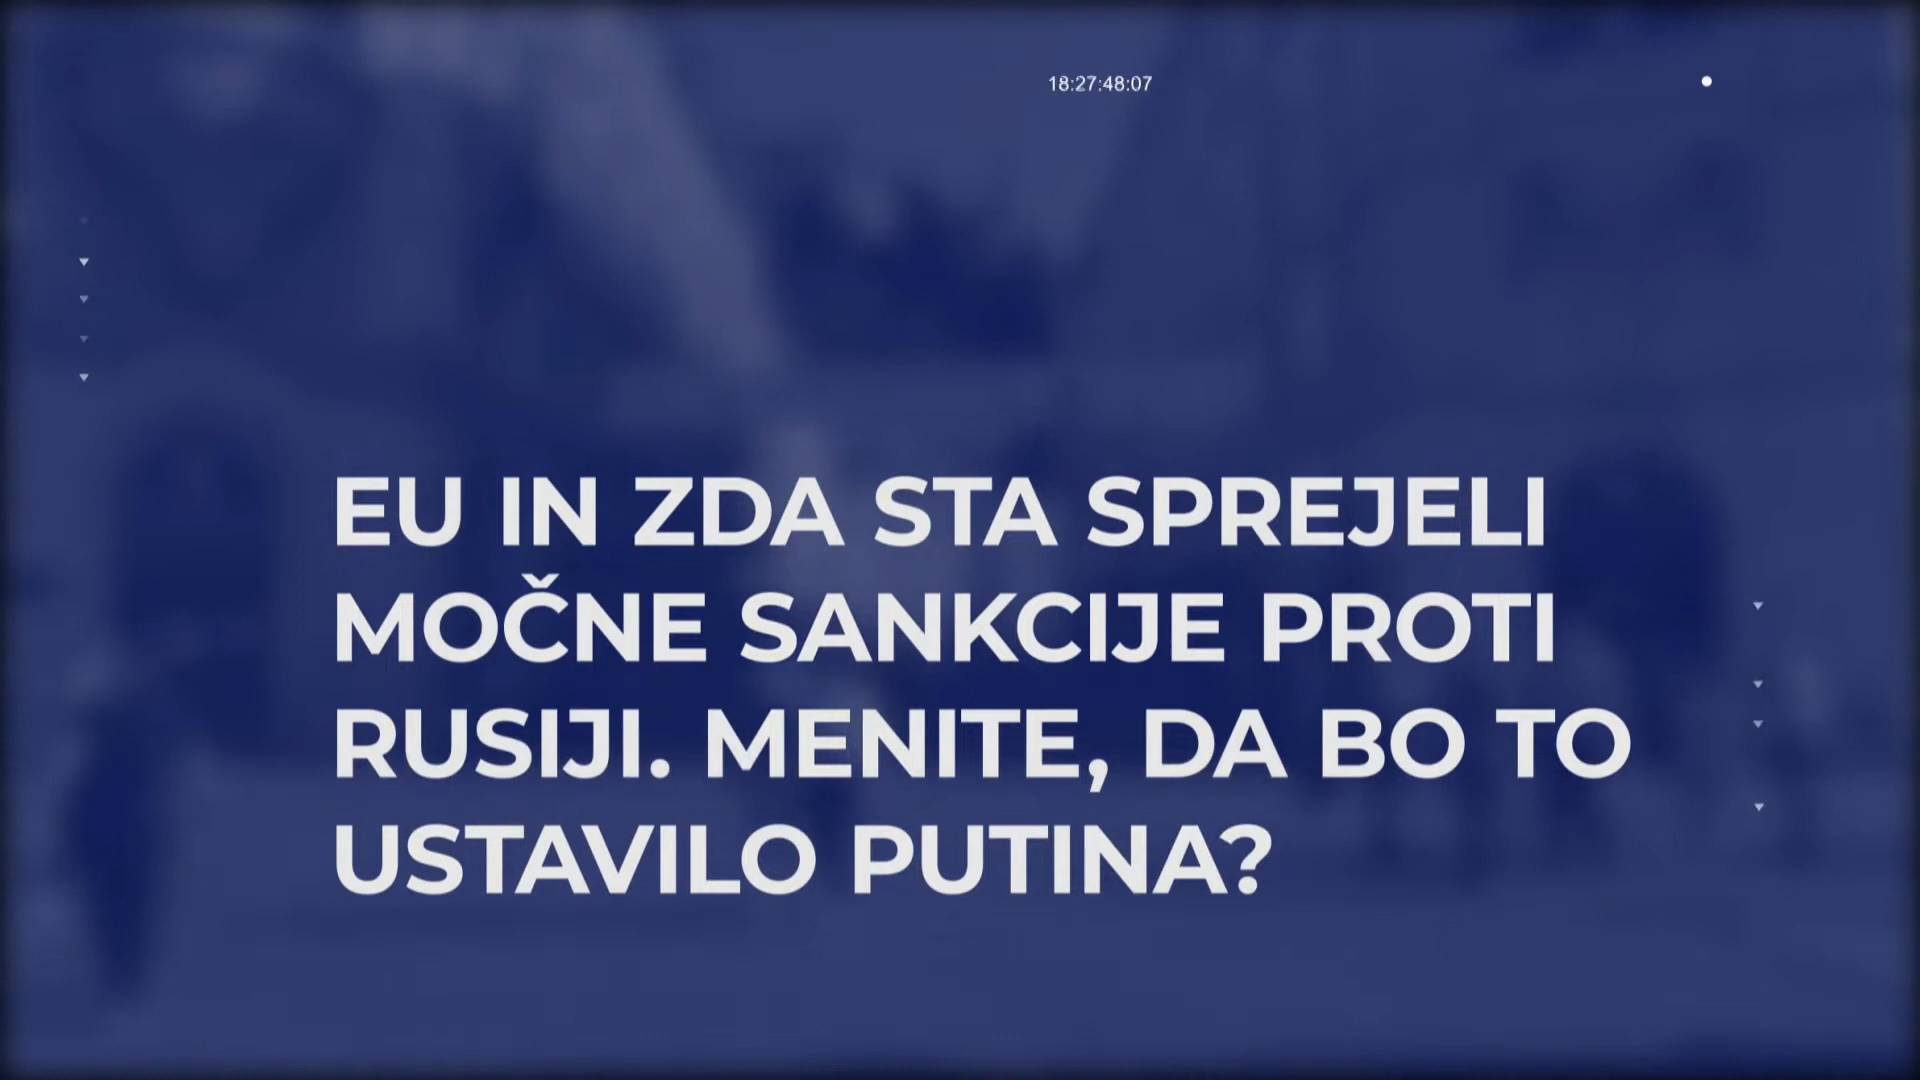 18:27:48:07
EU IN ZDA STA SPREJELI
MOČNE SANKCIJE PROTI
RUSIJI. MENITE, DA BO TO
USTAVILO PUTINA?